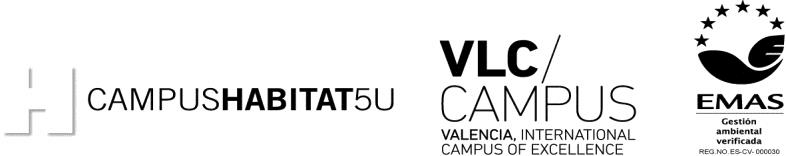 CAMPUSHABITAT5U
VLC/
CAMPUS
VALENCIA, INTERNATIONAL
CAMPUS OF EXCELLENCE
EMAS
Gestión
ambiental
verificada
REG.NO.ES-CV- 000030